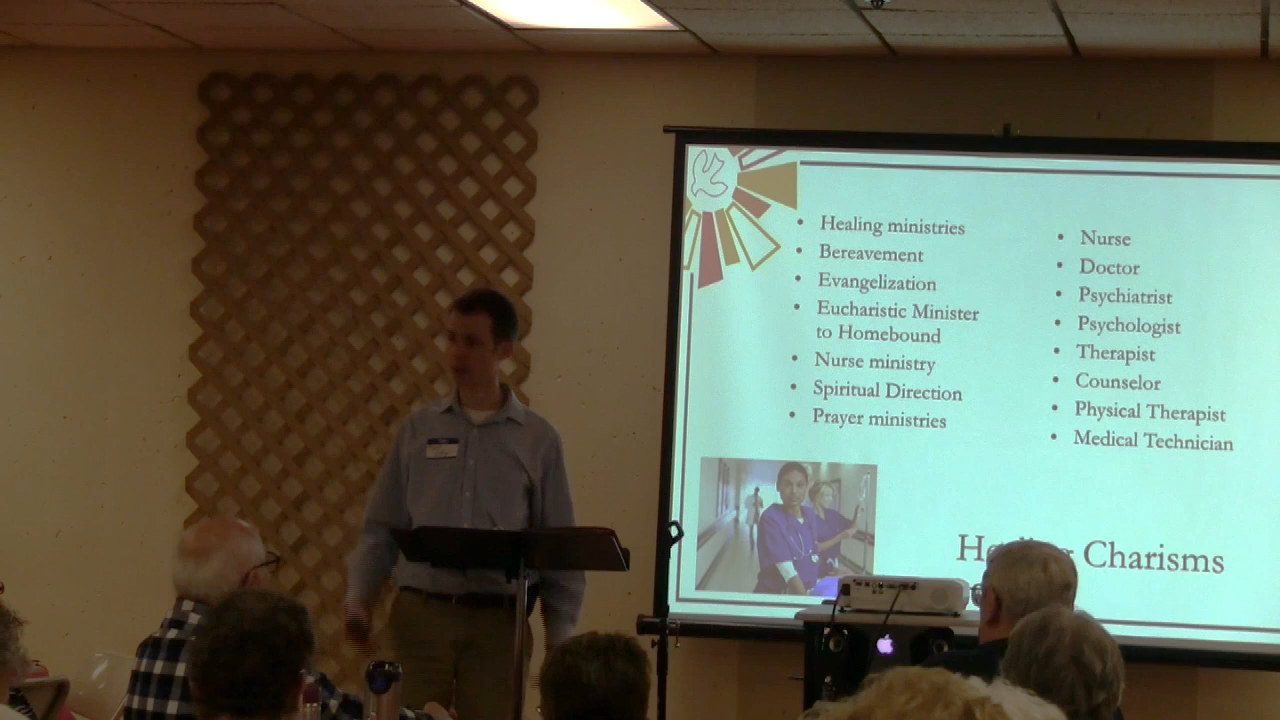 • Healing ministries
• Bereavement
• Evangelization
• Eucharistic Minister
to Homebound
• Nurse ministry
• Spiritual Direction
• Prayer ministries
• Nurse
• Doctor
• Psychiatrist
• Psychologist
• Therapist
• Counselor
• Physical Therapist
• Medical Technician
Healing Charisms